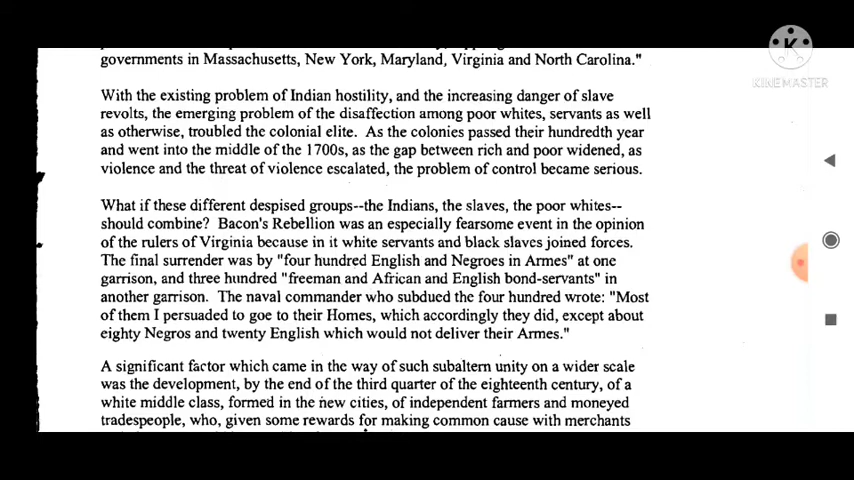 governments in Massachusetts, New York, Maryland, Virginia and North Carolina."
KINEMASTER
With the existing problem of Indian hostility, and the increasing danger of slave
revolts, the emerging problem of the disaffection among poor whites, servants as well
as otherwise, troubled the colonial elite. As the colonies passed their hundredth year
and went into the middle of the 1700s, as the gap between rich and poor widened, as
violence and the threat of violence escalated, the problem of control became serious.
What if these different despised groups--the Indians, the slaves, the poor whites--
should combine? Bacon's Rebellion was an especially fearsome event in the opinion
of the rulers of Virginia because in it white servants and black slaves joined forces.
The final surrender was by "four hundred English and Negroes in Armes" at one
garrison, and three hundred "freeman and African and English bond-servants" in
another garrison. The naval commander who subdued the four hundred wrote: "Most
of them I persuaded to goe to their Homes, which accordingly they did, except about
eighty Negros and twenty English which would not deliver their Armes."
A significant factor which came in the way of such subaltern unity on a wider scale
was the development, by the end of the third quarter of the eighteenth century, of a
white middle class, formed in the new cities, of independent farmers and moneyed
tradespeople, who, given some rewards for making common cause with merchants